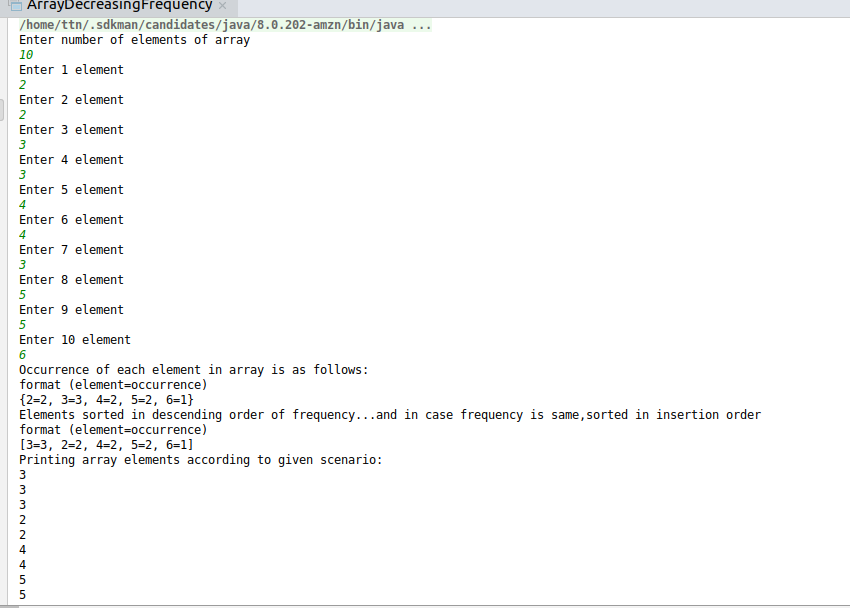 ArrayDecreasingFrequency ×
/home/ttn/.sdkman/candidates/java/8.0.202-amzn/bin/java ...
Enter number of elements of array
10
Enter 1 element
2
Enter 2 element
2
Enter 3 element
3
Enter 4 element
3
Enter 5 element
4
Enter 6 element
4
Enter 7 element
3
Enter 8 element
5
Enter 9 element
5
Enter 10 element
6
Occurrence of each element in array is as follows:
format (element=occurrence)
{2=2, 3=3, 4=2, 5=2, 6=1}
Elements sorted in descending order of frequency...and in case frequency is same,sorted in insertion order
format (element=occurrence)
[3=3, 2=2, 4=2, 5=2, 6=1]
Printing array elements according to given scenario:
3
3
3
2
2
4
4
5
5